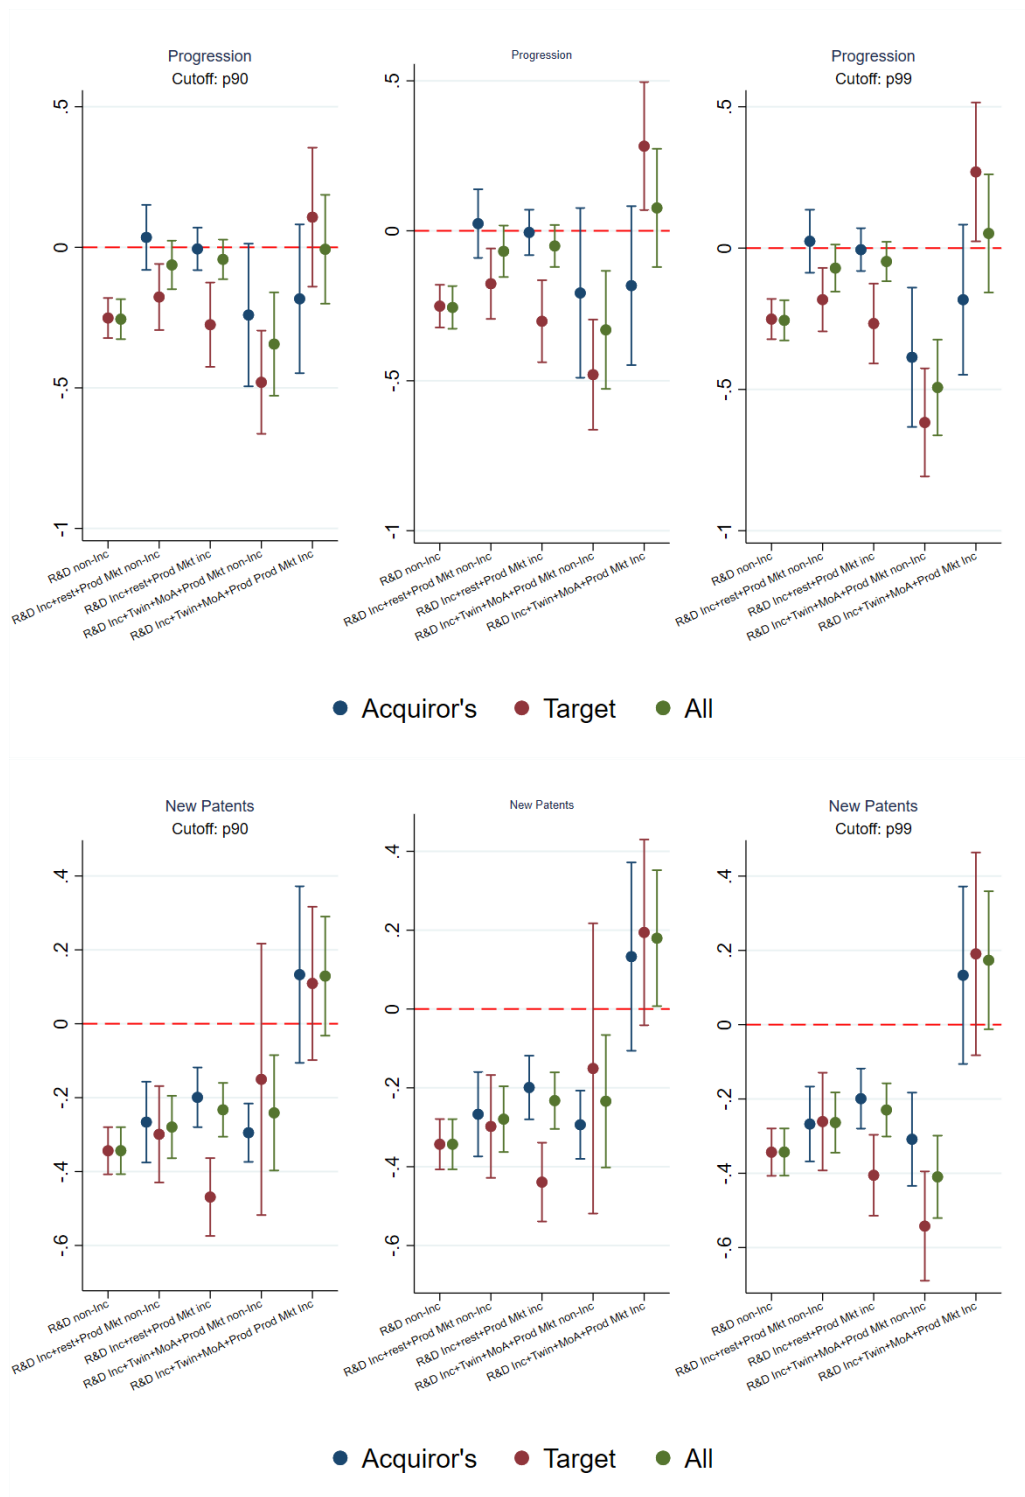 Progression
Cutoff: p90
.5
0
-.5
-1
R&D non-Inc
R&D Inc+rest+Prod Mkt non-Inc
R&D Inc+rest+Prod Mkt inc
R&D Inc+Twin+MoA+Prod Mkt non-Inc
R&D Inc+Twin+MoA+Prod Prod Mkt Inc
Progression
.5
0
-.5
-1
R&D non-Inc
R&D Inc+rest+Prod Mkt non-Inc
R&D Inc+rest+Prod Mkt inc
R&D Inc+Twin+MoA+Prod Mkt non-Inc
R&D Inc+Twin+MoA+Prod Mkt Inc
Progression
Cutoff: p99
.5
0
-.5
-1
R&D non-Inc
R&D Inc+rest+Prod Mkt non-Inc
R&D Inc+rest+Prod Mkt inc
R&D Inc+Twin+MoA+Prod Mkt non-Inc
R&D Inc+Twin+MoA+Prod Mkt Inc
Acquiror's Target All
New Patents
Cutoff: p90
.4
.2
0
-.2
-.4
-.6
R&D non-Inc
R&D Inc+rest+Prod Mkt non-Inc
R&D Inc+rest+Prod Mkt inc
R&D Inc+Twin+MoA+Prod Mkt non-Inc
R&D Inc+Twin+MoA+Prod Prod Mkt Inc
New Patents
.4
.2
0
-.2
-.4
-.6
R&D non-Inc
R&D Inc+rest+Prod Mkt non-Inc
R&D Inc+rest+Prod Mkt inc
R&D Inc+Twin+MoA+Prod Mkt non-Inc
R&D Inc+Twin+MoA+Prod Mkt Inc
New Patents
Cutoff: p99
.4
.2
0
-.2
-.4
-.6
R&D non-Inc
R&D Inc+rest+Prod Mkt non-Inc
R&D Inc+rest+Prod Mkt inc
R&D Inc+Twin+MoA+Prod Mkt non-Inc
R&D Inc+Twin+MoA+Prod Mkt Inc
Acquiror's Target All